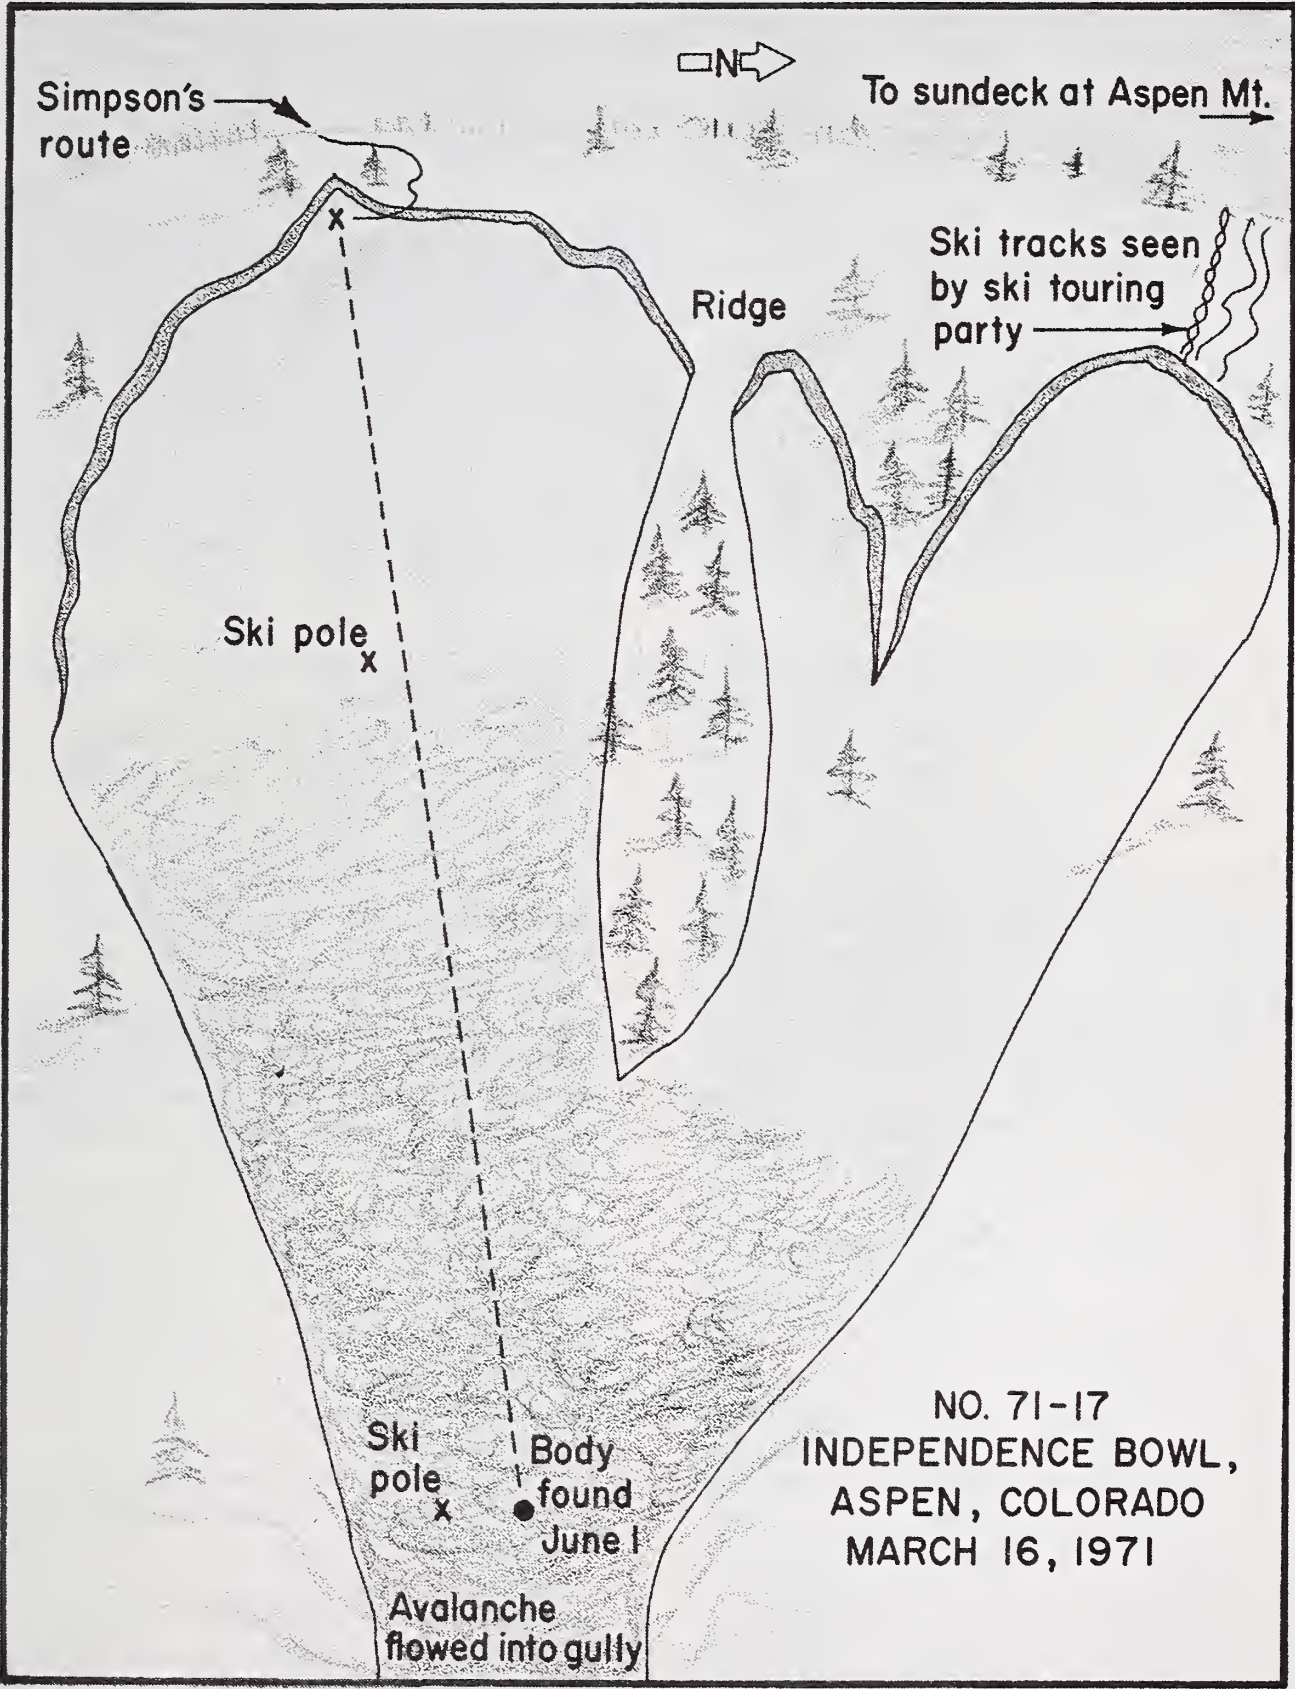 N
To sundeck at Aspen Mt.
Simpson's
route
x
Ski tracks seen
by ski touring
party
Ridge
Ski pole
x
Ski
pole
x
Body
found
June 1
NO. 71-17
INDEPENDENCE BOWL,
ASPEN, COLORADO
MARCH 16, 1971
Avalanche
flowed into gully